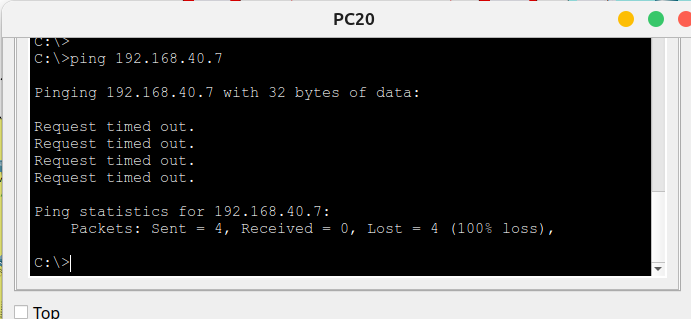 PC20
C:\>
C:\>ping 192.168.40.7
Pinging 192.168.40.7 with 32 bytes of data:
Request timed out.
Request timed out.
Request timed out.
Request timed out.
Ping statistics for 192.168.40.7:
    Packets: Sent = 4, Received = 0, Lost = 4 (100% loss),
C:\>
Top